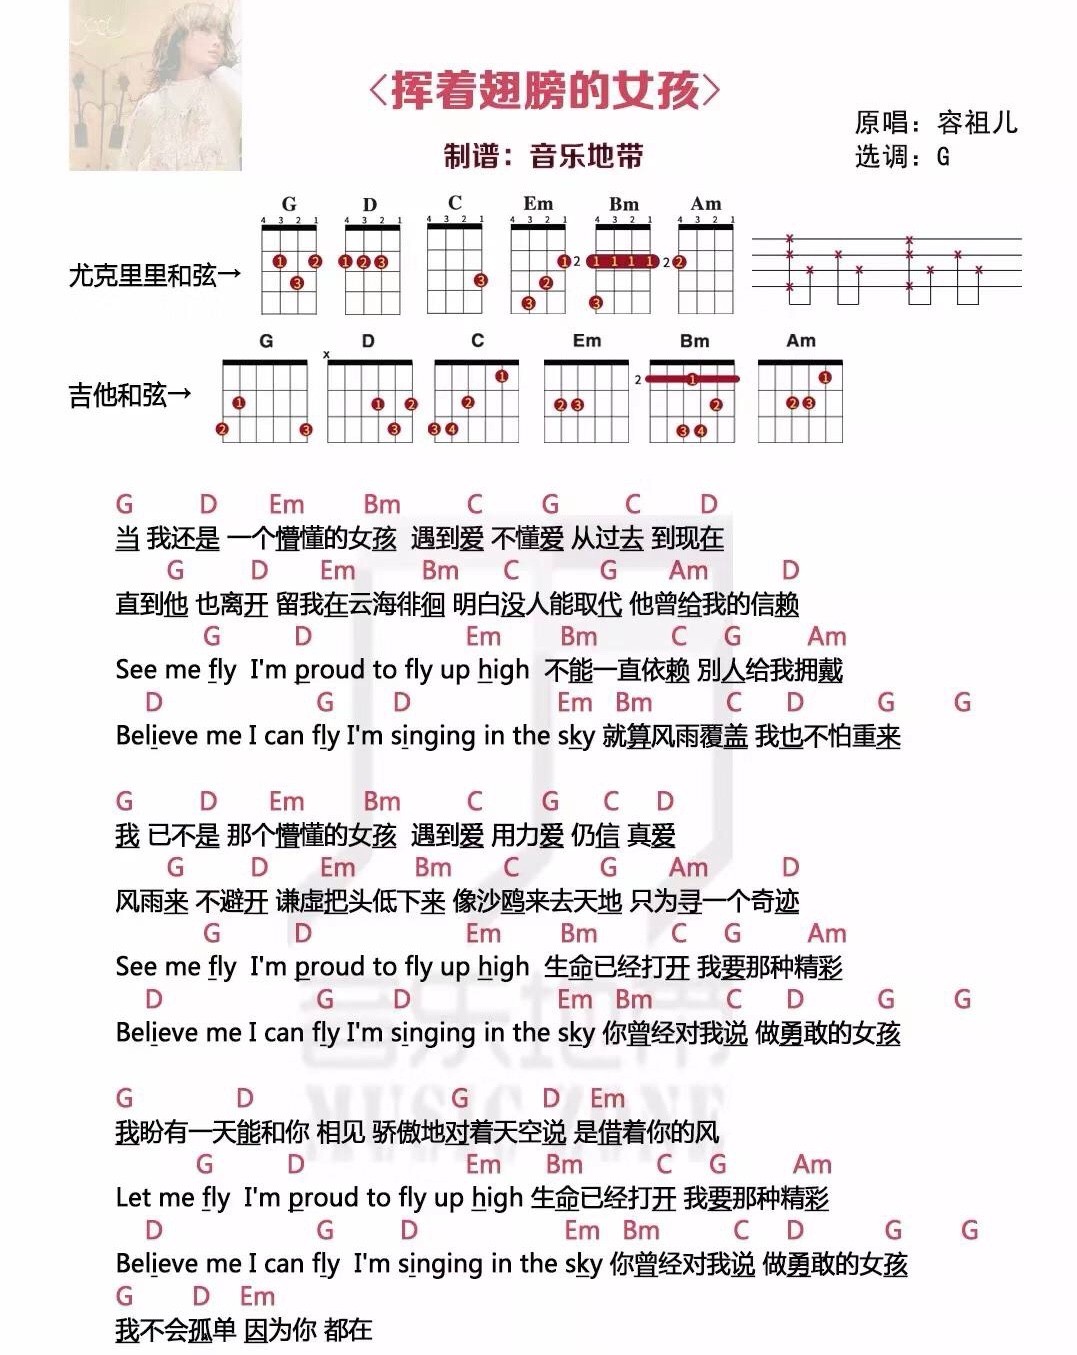 <挥着翅膀的女孩>
原唱：容祖儿
制谱：音乐地带
选调：G
G D C Em Bm Am
4 3 2 1 4 3 2 1 4 3 2 1 4 3 2 1 4 3 2 1 4 3 2 1
尤克里里和弦→
1 2 3 1 2 3 3 1 2 3 2 1 1 1 1 3 2 2
G D C Em Bm Am
x
吉他和弦→
1 2 3 1 2 3 1 2 3 4 2 3 2 1 2 3 4 1 2 3
G D Em Bm C G C D
当 我还是 一个懵懂的女孩 遇到爱 不懂爱 从过去 到现在
G D Em Bm C G Am D
直到他 也离开 留我在云海徘徊 明白没人能取代 他曾给我的信赖
G D Em Bm C G Am
See me fly I'm proud to fly up high 不能一直依赖 別人给我拥戴
D G D Em Bm C D G G
Believe me I can fly I'm singing in the sky 就算风雨覆盖 我也不怕重来
G D Em Bm C G C D
我 已不是 那个懵懂的女孩 遇到爱 用力爱 仍信 真爱
G D Em Bm C G Am D
风雨来 不避开 谦虚把头低下来 像沙鸥来去天地 只为寻一个奇迹
G D Em Bm C G Am
See me fly I'm proud to fly up high 生命已经打开 我要那种精彩
D G D Em Bm C D G G
Believe me I can fly I'm singing in the sky 你曾经对我说 做勇敢的女孩
G D G D Em
我盼有一天能和你 相见 骄傲地对着天空说 是借着你的风
G D Em Bm C G Am
Let me fly I'm proud to fly up high 生命已经打开 我要那种精彩
D G D Em Bm C D G G
Believe me I can fly I'm singing in the sky 你曾经对我说 做勇敢的女孩
G D Em
我不会孤单 因为你 都在
音乐地带
MUSIC ZONE